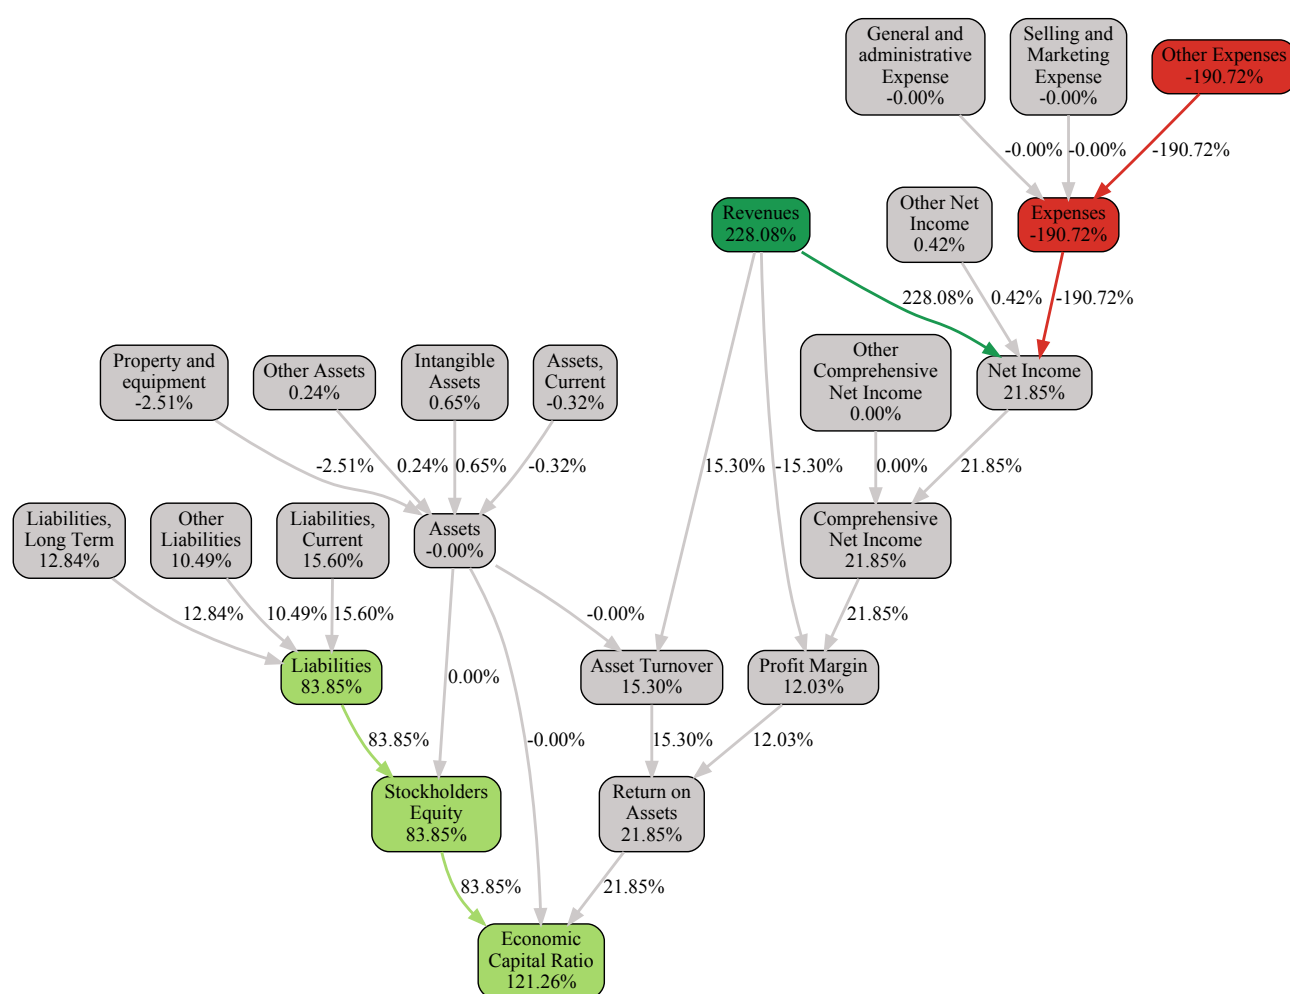 General and
administrative
Expense
-0.00%
Selling and
Marketing
Expense
-0.00%
Other Expenses
-190.72%
-0.00%
-0.00%
-190.72%
Revenues
228.08%
Other Net
Income
0.42%
Expenses
-190.72%
228.08%
0.42%
-190.72%
Property and
equipment
-2.51%
Other Assets
0.24%
Intangible
Assets
0.65%
Assets,
Current
-0.32%
Other
Comprehensive
Net Income
0.00%
Net Income
21.85%
-2.51%
0.24%
0.65%
-0.32%
15.30%
-15.30%
0.00%
21.85%
Liabilities,
Long Term
12.84%
Other
Liabilities
10.49%
Liabilities,
Current
15.60%
Assets
-0.00%
Comprehensive
Net Income
21.85%
12.84%
10.49%
15.60%
-0.00%
21.85%
Liabilities
83.85%
0.00%
Asset Turnover
15.30%
Profit Margin
12.03%
83.85%
-0.00%
15.30%
12.03%
Stockholders
Equity
83.85%
Return on
Assets
21.85%
83.85%
21.85%
Economic
Capital Ratio
121.26%